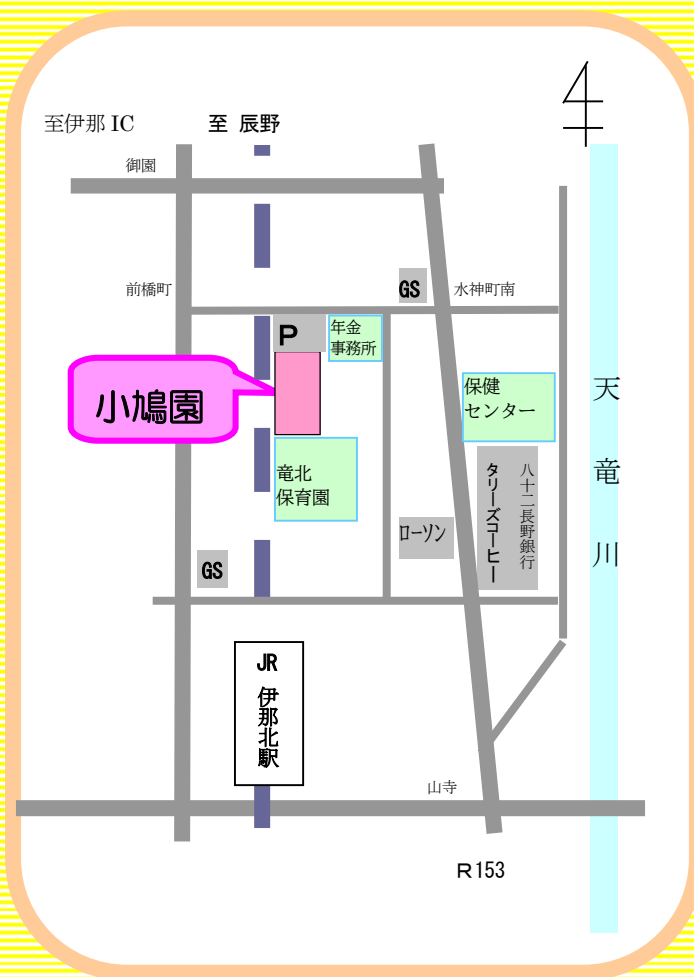 至伊那 IC
至 辰野
御園
前橋町
GS
水神町南
P
年金
事務所
小鳩園
保健
センター
天竜川
竜北
保育園
八十二長野銀行
タリーズコーヒー
ローソン
GS
JR
伊那北駅
山寺
R153